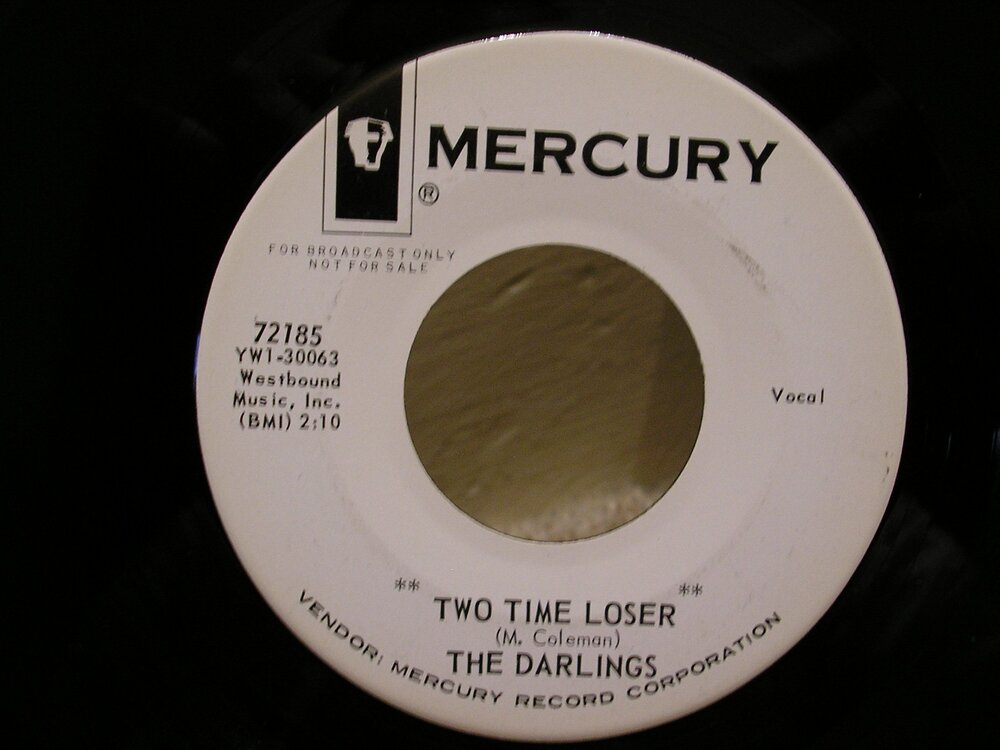 MERCURY
®
FOR BROADCAST ONLY
NOT FOR SALE
72185
YW1-30063
Westbound
Music, Inc.
(BMI) 2:10
Vocal
** **
TWO TIME LOSER
(M. Coleman)
THE DARLINGS
VENDOR: MERCURY RECORD CORPORATION